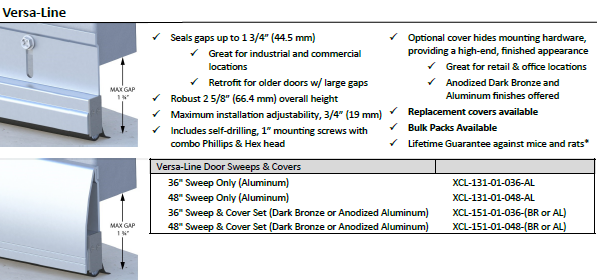 Versa-Line
MAX GAP
1 ¾"
✓ Seals gaps up to 1 3/4" (44.5 mm)
✓ Great for industrial and commercial
locations
✓ Retrofit for older doors w/ large gaps
✓ Robust 2 5/8" (66.4 mm) overall height
✓ Maximum installation adjustability, 3/4" (19 mm)
✓ Includes self-drilling, 1" mounting screws with
combo Phillips & Hex head
✓ Optional cover hides mounting hardware,
providing a high-end, finished appearance
✓ Great for retail & office locations
✓ Anodized Dark Bronze and
Aluminum finishes offered
✓ Replacement covers available
✓ Bulk Packs Available
✓ Lifetime Guarantee against mice and rats*
MAX GAP
1 ¾"
Versa-Line Door Sweeps & Covers
36" Sweep Only (Aluminum) XCL-131-01-036-AL
48" Sweep Only (Aluminum) XCL-131-01-048-AL
36" Sweep & Cover Set (Dark Bronze or Anodized Aluminum) XCL-151-01-036-(BR or AL)
48" Sweep & Cover Set (Dark Bronze or Anodized Aluminum) XCL-151-01-048-(BR or AL)